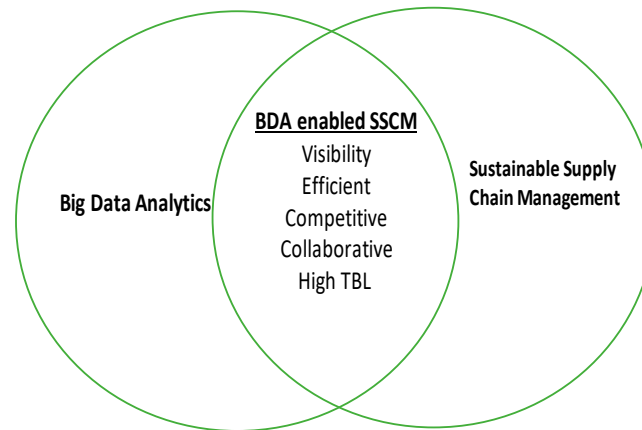 Big Data Analytics
BDA enabled SSCM
Visibility
Efficient
Competitive
Collaborative
High TBL
Sustainable Supply
Chain Management